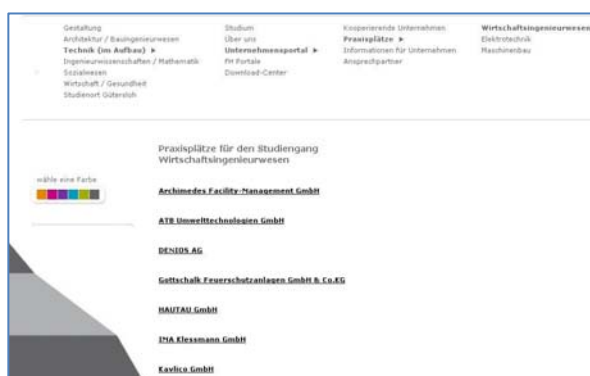 Gestaltung
Architektur / Bauingenieurwesen
Technik (im Aufbau) ►
Ingenieurwissenschaften / Mathematik
Sozialwesen
Wirtschaft / Gesundheit
Studienort Gütersloh
Studium
Über uns
Unternehmensportal ►
FH Portale
Download-Center
Kooperierende Unternehmen
Praxisplätze ►
Informationen für Unternehmen
Ansprechpartner
Wirtschaftsingenieurwesen
Elektrotechnik
Maschinenbau
Praxisplätze für den Studiengang
Wirtschaftsingenieurwesen
wähle eine Farbe
Archimedes Facility-Management GmbH
ATB Umwelttechnologien GmbH
DENIOS AG
Gottschalk Feuerschutzanlagen GmbH & Co.KG
HAUTAU GmbH
IMA Klessmann GmbH
Kavlico GmbH